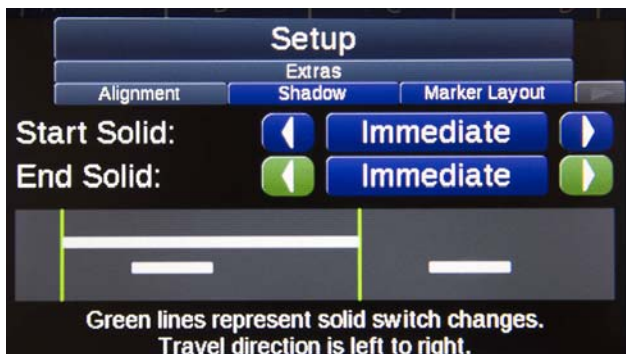 Setup
Extras
Alignment Shadow Marker Layout
Start Solid: Immediate
End Solid: Immediate
Green lines represent solid switch changes.
Travel direction is left to right.